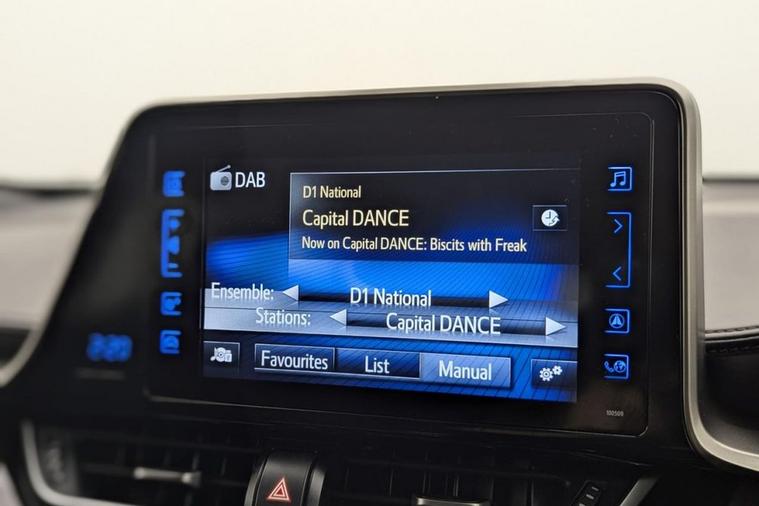 DAB
D1 National
Capital DANCE
Now on Capital DANCE: Biscits with Freak
Ensemble: D1 National
Stations: Capital DANCE
Favourites List Manual
100509